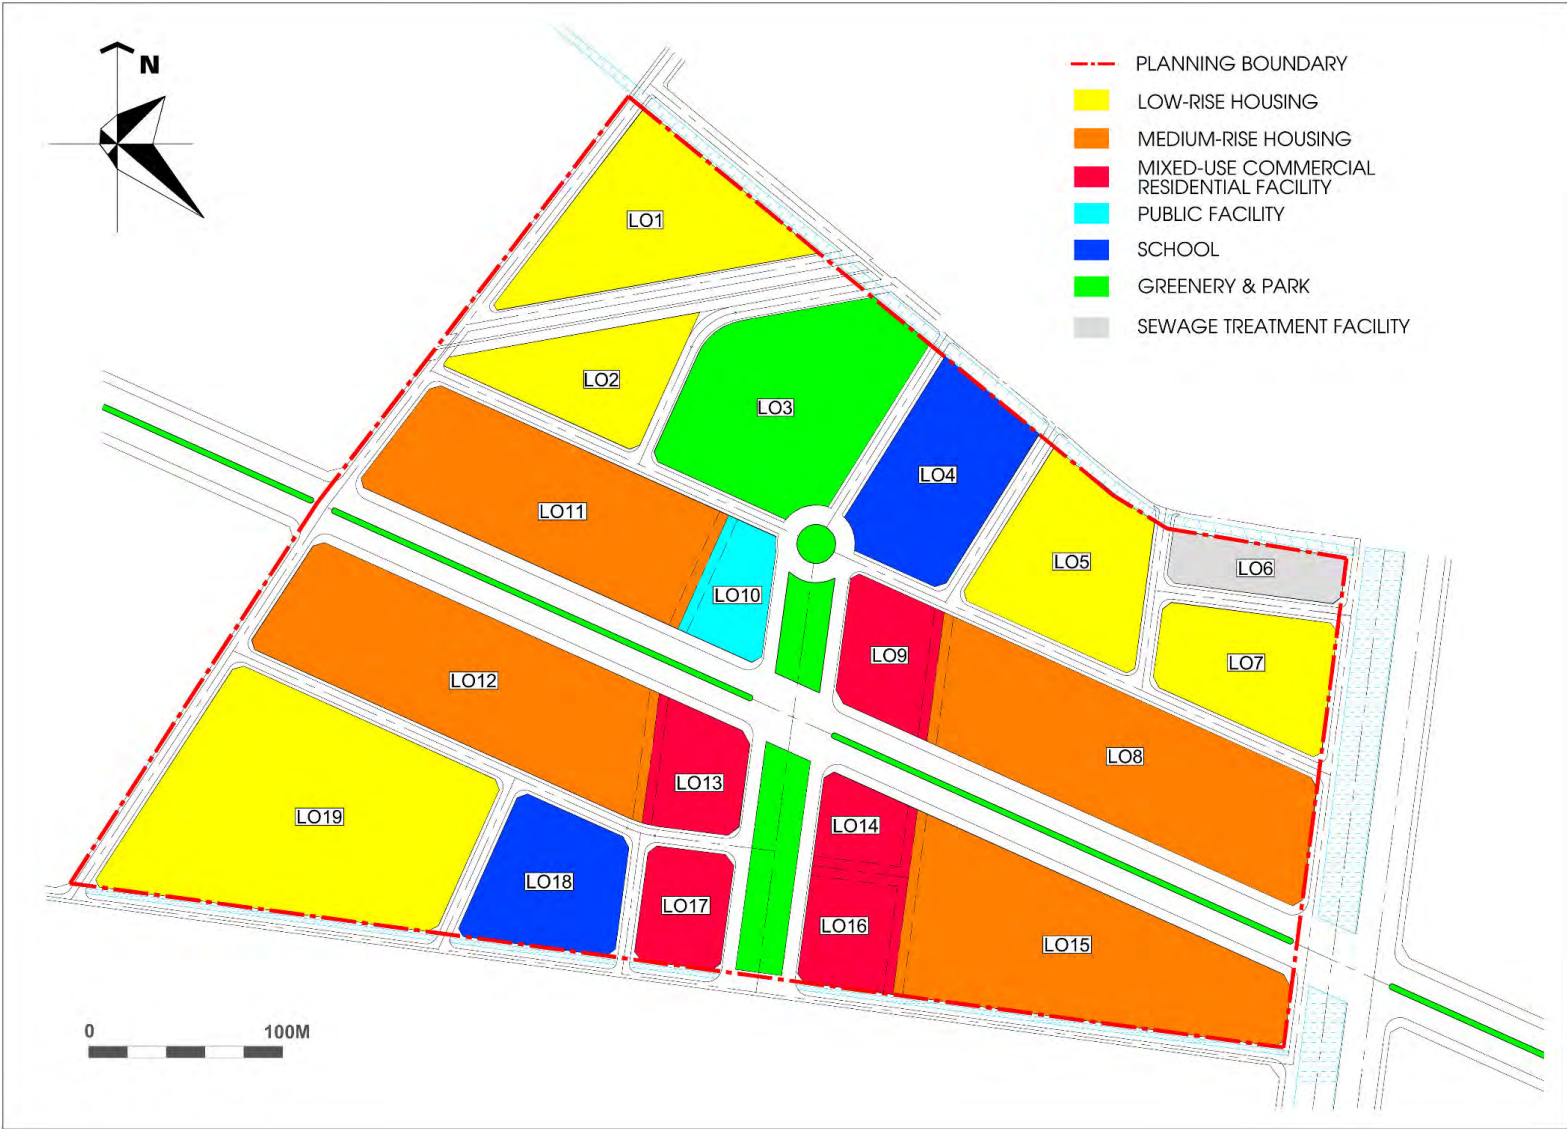 N
PLANNING BOUNDARY
LOW-RISE HOUSING
MEDIUM-RISE HOUSING
MIXED-USE COMMERCIAL
RESIDENTIAL FACILITY
PUBLIC FACILITY
SCHOOL
GREENERY & PARK
SEWAGE TREATMENT FACILITY
LO1
LO2
LO3
LO4
LO11
LO5
LO6
LO10
LO9
LO7
LO12
LO8
LO13
LO19
LO14
LO18
LO17
LO16
LO15
0 100M